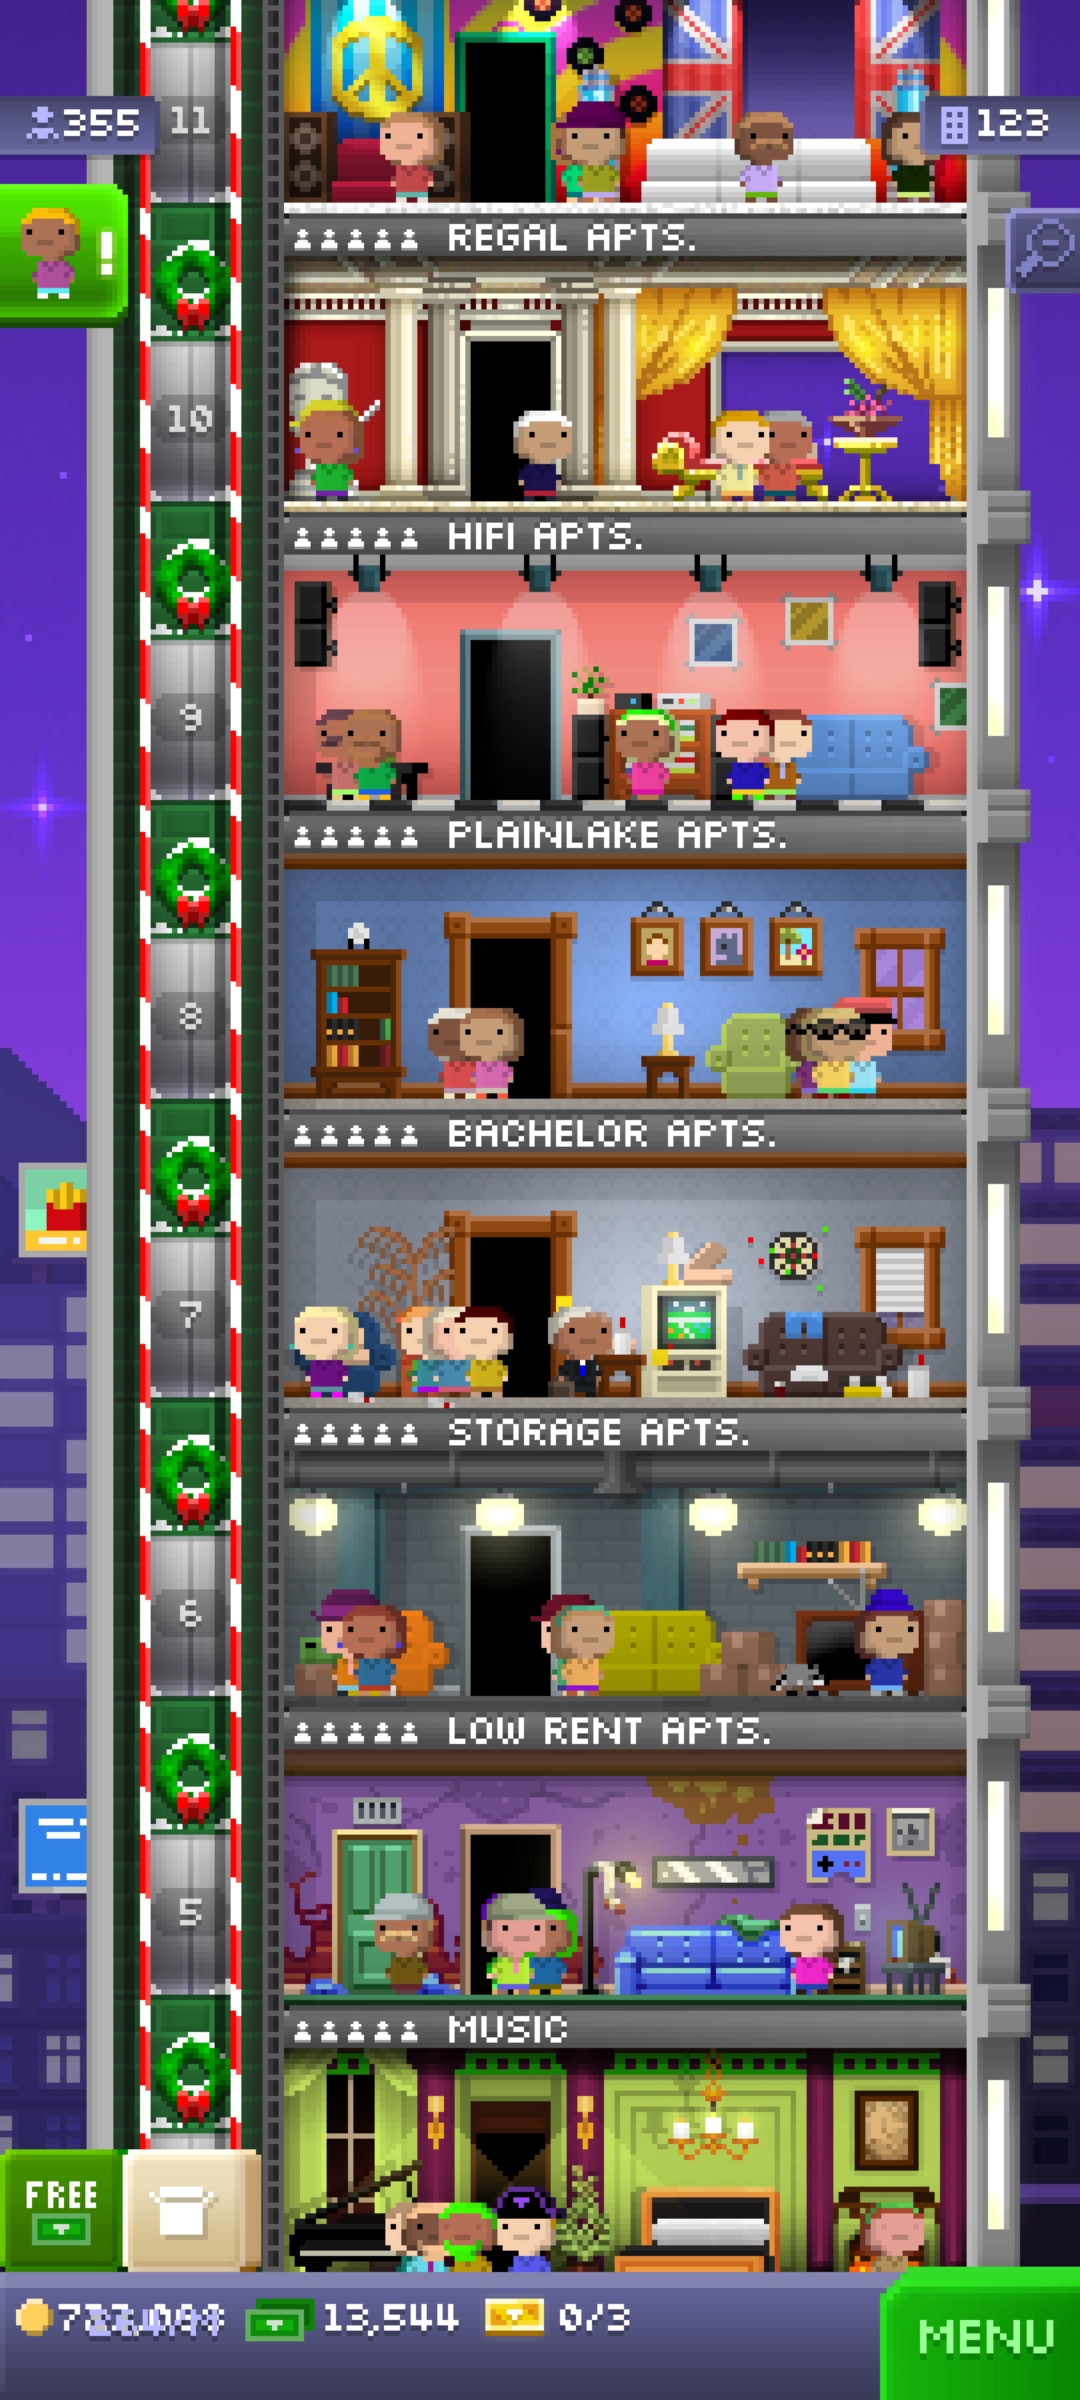 11
355
123
!
REGAL APTS.
10
HIFI APTS.
9
PLAINLAKE APTS.
8
BACHELOR APTS.
7
STORAGE APTS.
6
LOW RENT APTS.
5
MUSIC
FREE
13,544
0/3
MENU